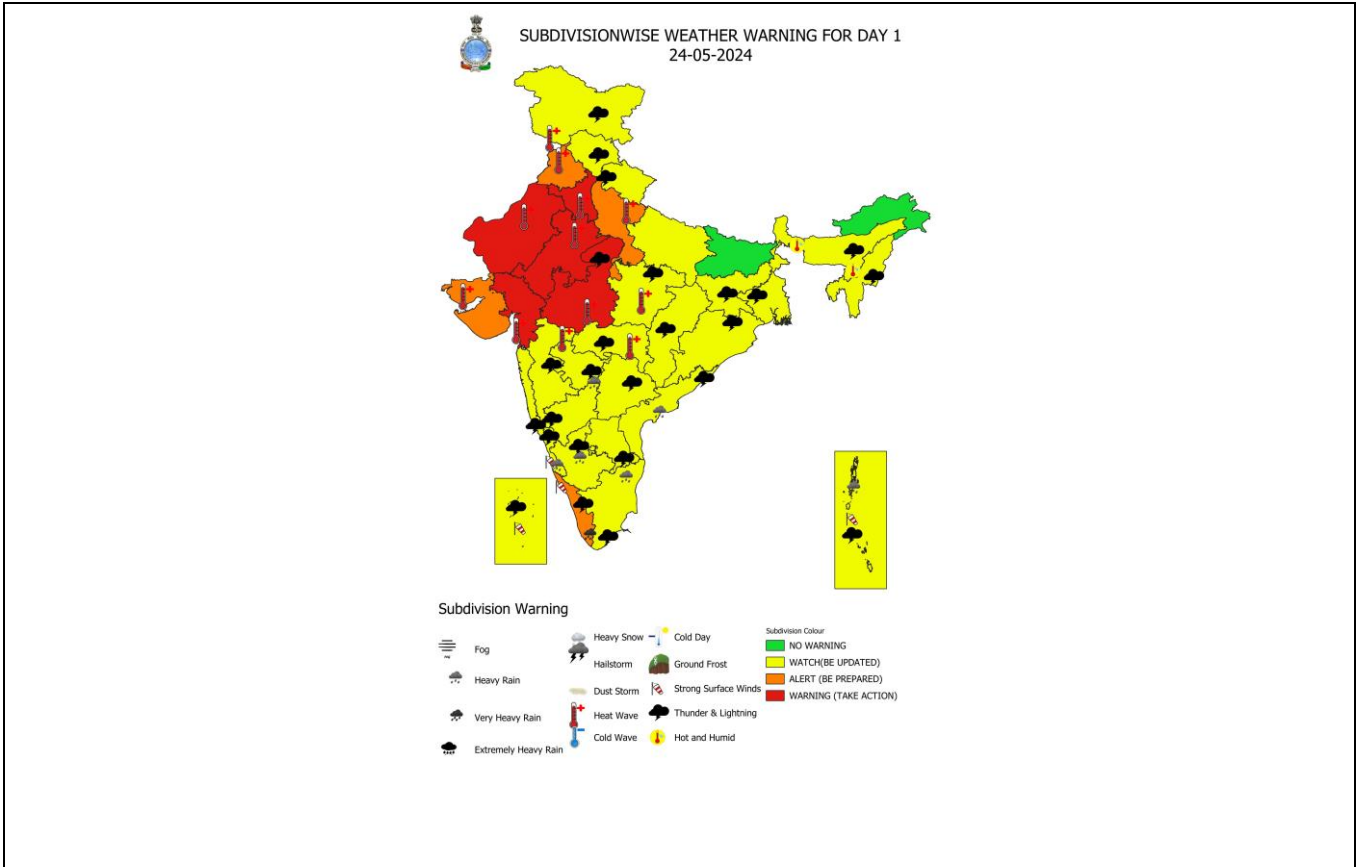 SUBDIVISIONWISE WEATHER WARNING FOR DAY 1
24-05-2024
Subdivision Warning
Fog
Heavy Rain
Very Heavy Rain
Extremely Heavy Rain
Heavy Snow
Hailstorm
Dust Storm
Heat Wave
Cold Wave
Cold Day
Ground Frost
Strong Surface Winds
Thunder & Lightning
Hot and Humid
Subdivision Colour
NO WARNING
WATCH(BE UPDATED)
ALERT (BE PREPARED)
WARNING (TAKE ACTION)